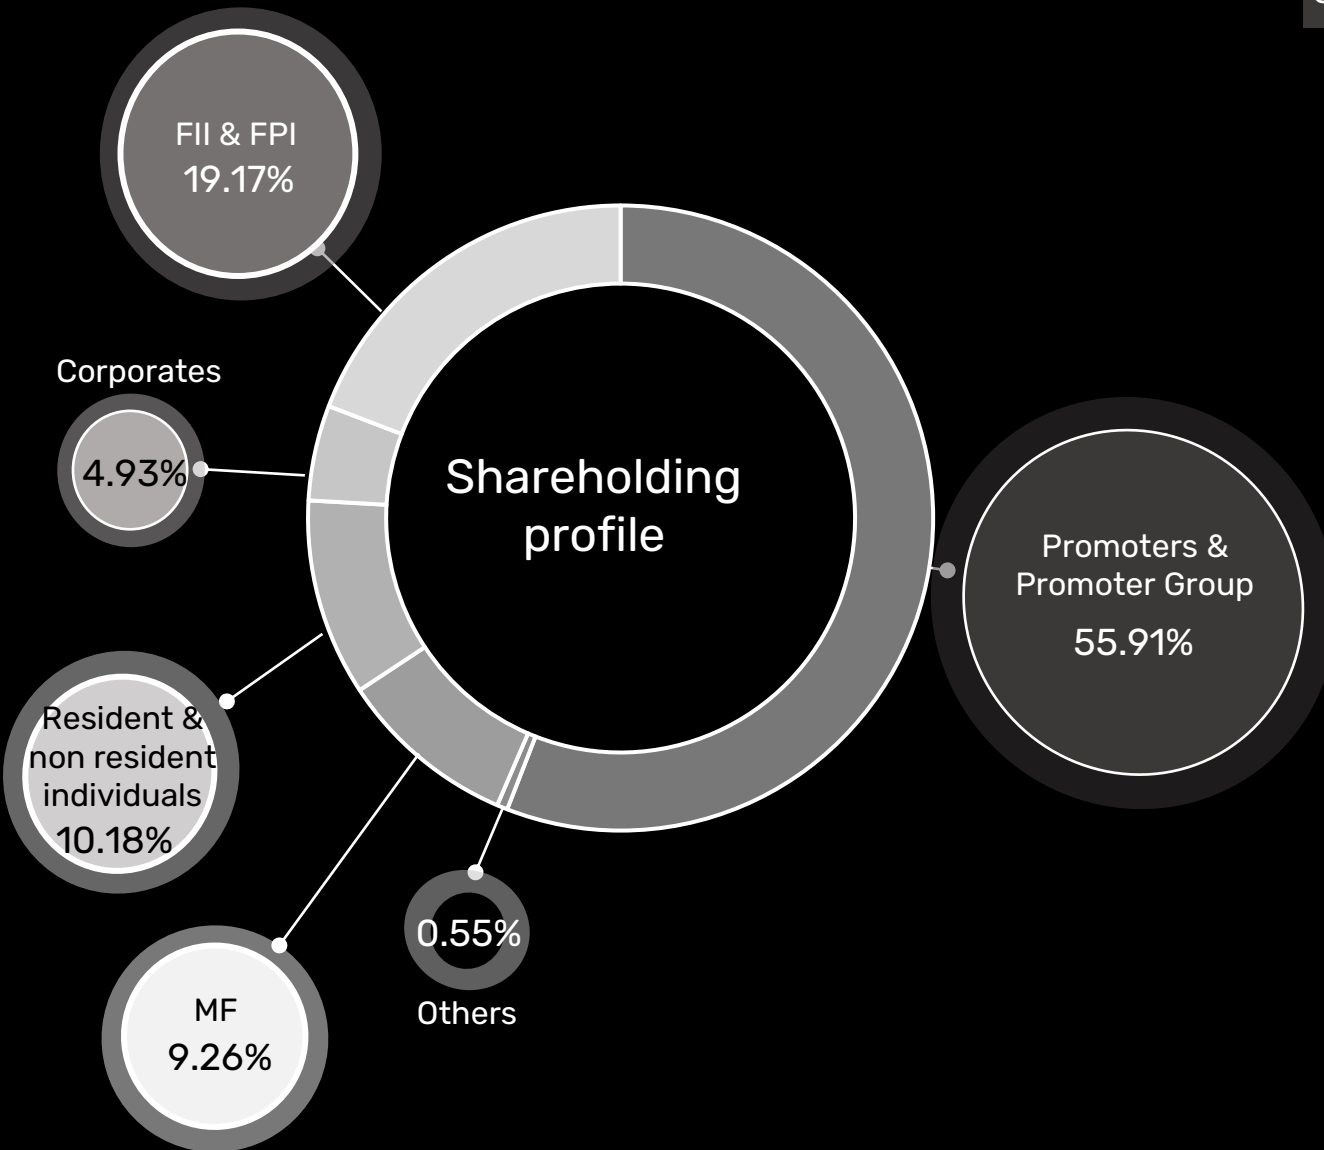 FII & FPI
19.17%
Corporates
4.93%
Shareholding
profile
Promoters &
Promoter Group
55.91%
Resident &
non resident
individuals
10.18%
0.55%
Others
MF
9.26%